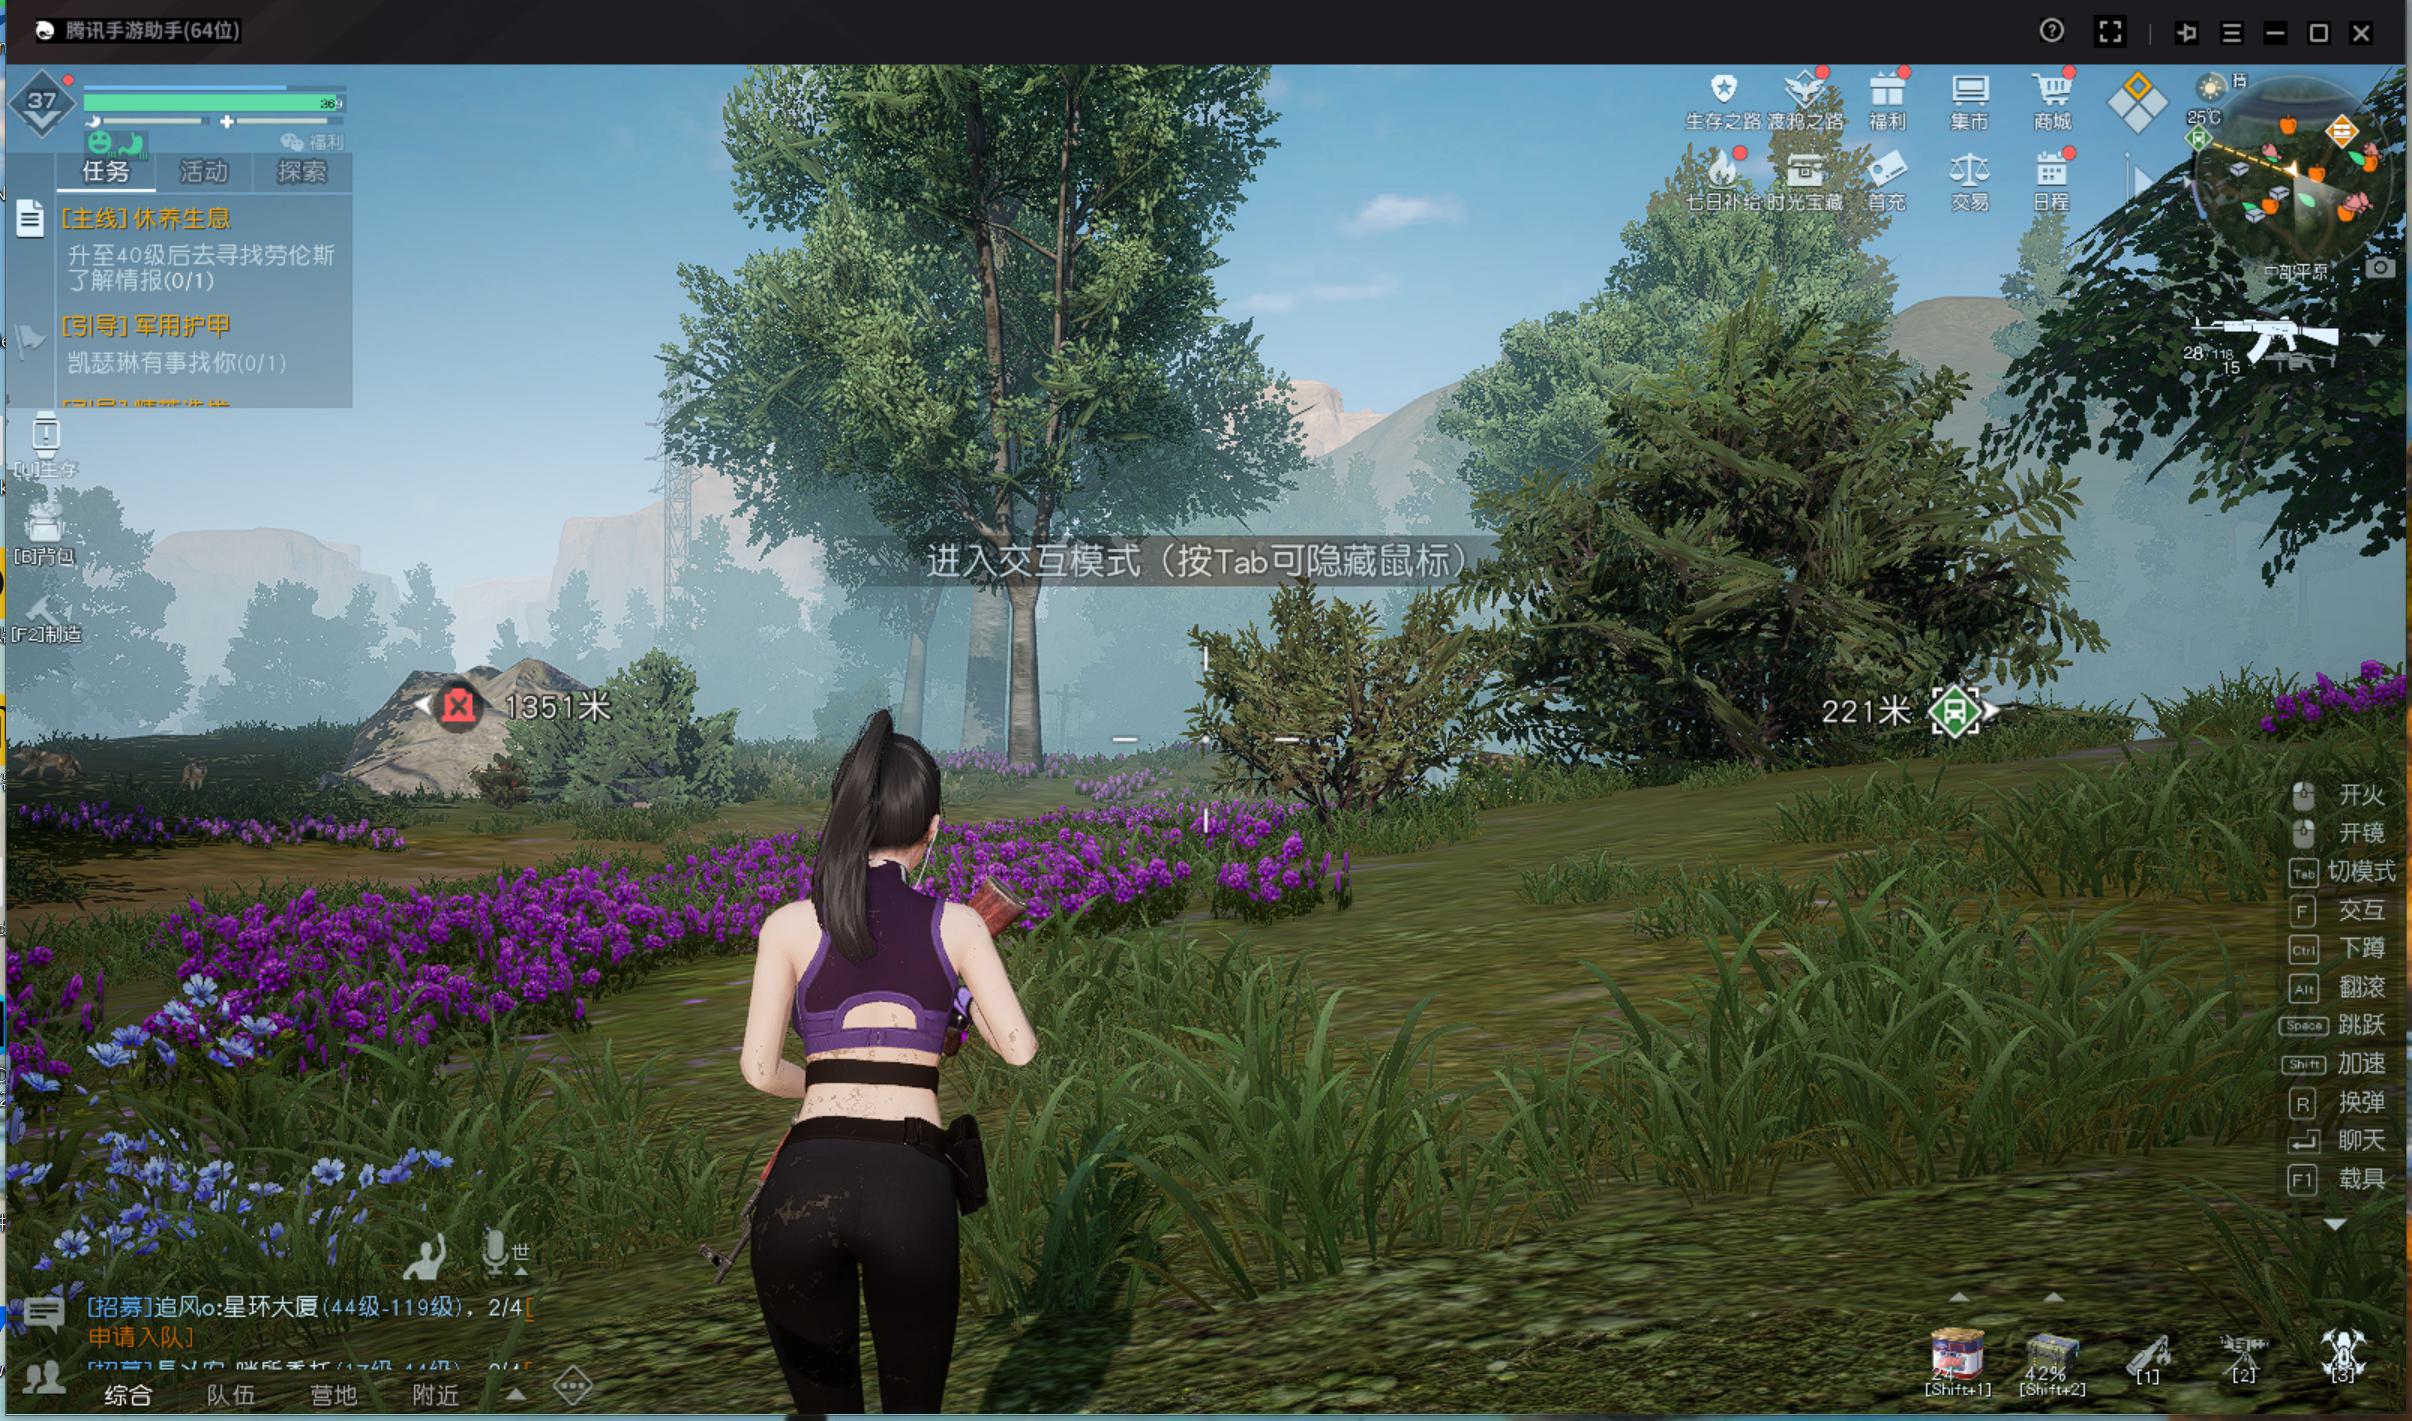 腾讯手游助手(64位)
37
369
福利
任务 活动 探索
[主线]休养生息
升至40级后去寻找劳伦斯
了解情报(0/1)
[引导]军用护甲
凯瑟琳有事找你(0/1)
[U]生存
[B]背包
[F2]制造
生存之路 渡鸦之路 福利 集市 商城
七日补给 时光宝藏 首充 交易 日程
25℃
中部平原
28/118
15
进入交互模式（按Tab可隐藏鼠标）
1351米
221米
开火
开镜
Tab 切模式
F 交互
Ctrl 下蹲
Alt 翻滚
Space 跳跃
Shift 加速
R 换弹
聊天
F1 载具
世
[招募]追风o:星环大厦(44级-119级)，2/4[
申请入队]
综合 队伍 营地 附近
24
[Shift+1]
42%
[Shift+2]
[1]
[2]
[3]